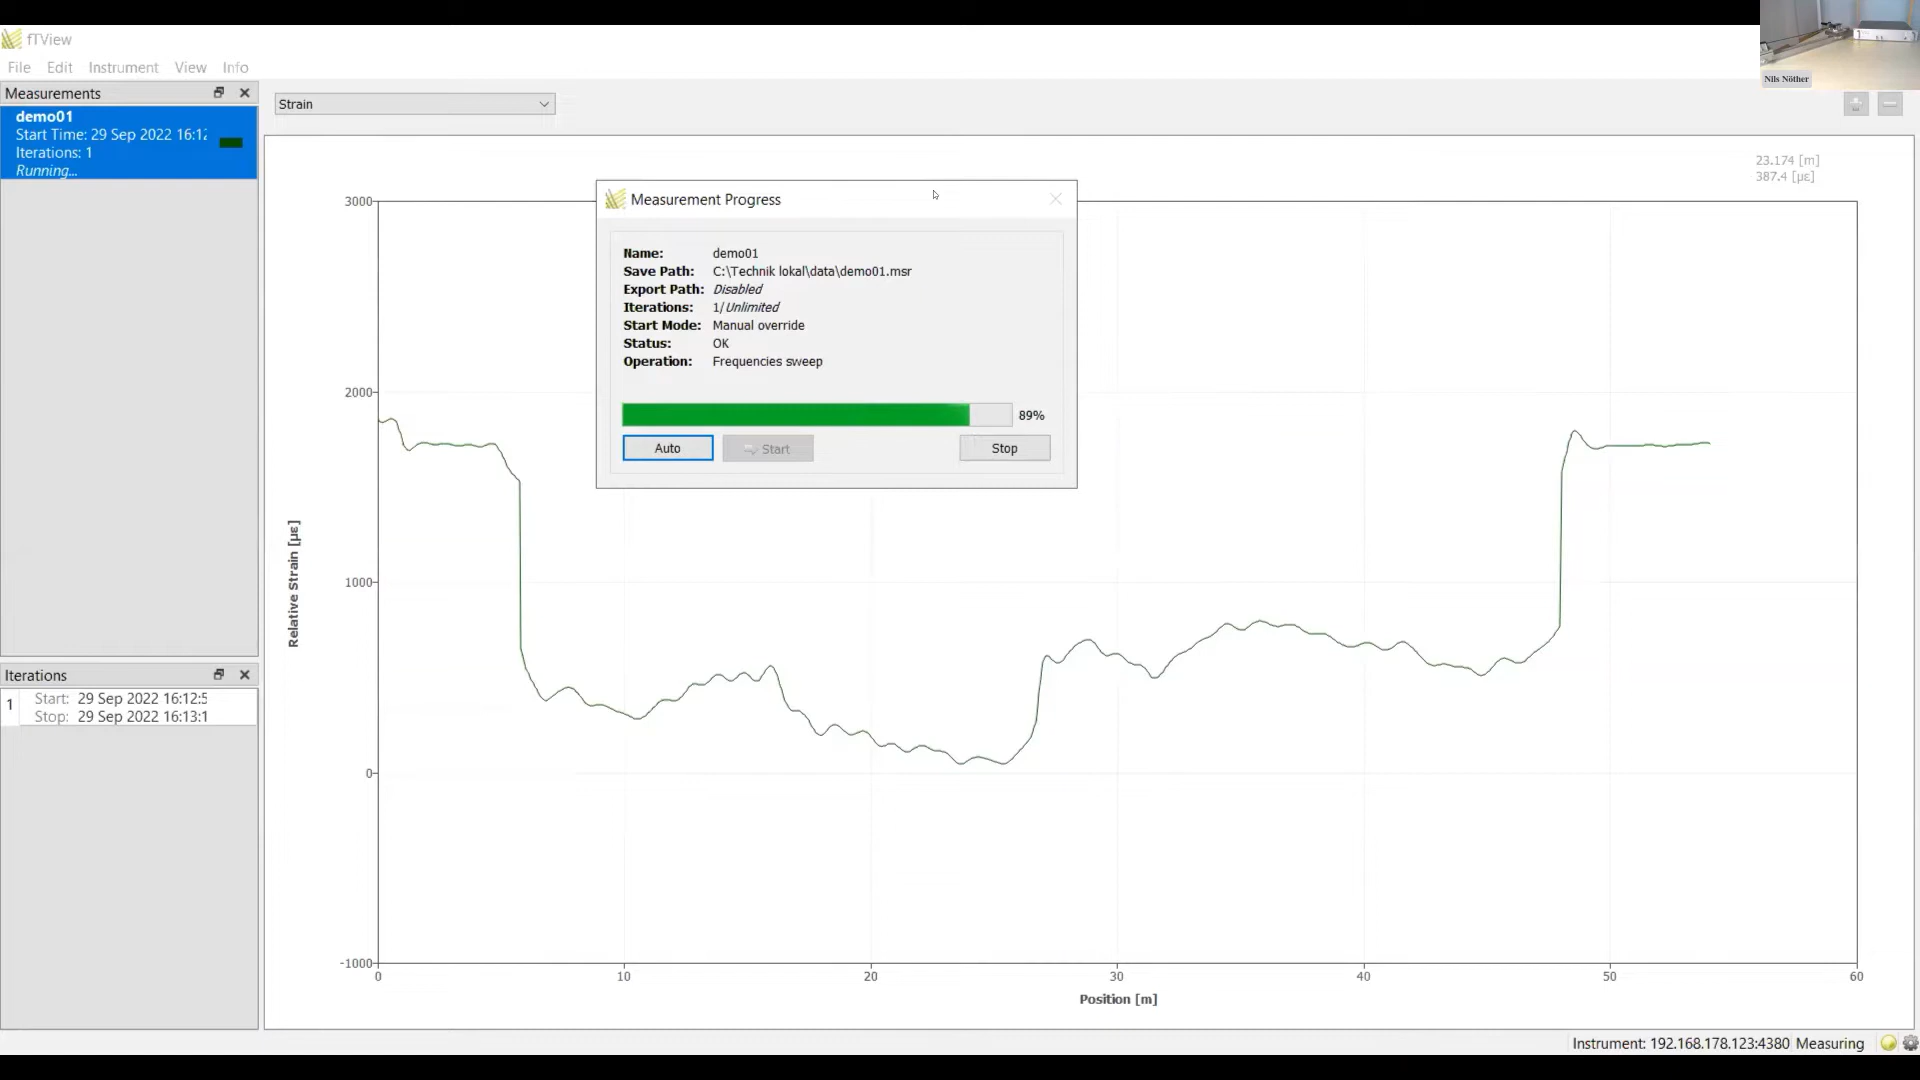 fTView
File Edit Instrument View Info
Measurements
demo01
Start Time: 29 Sep 2022 16:12
Iterations: 1
Running...
Iterations
1 Start: 29 Sep 2022 16:12:5
Stop: 29 Sep 2022 16:13:1
Strain
23.174 [m]
387.4 [µε]
Measurement Progress
Name: demo01
Save Path: C:\Technik lokal\data\demo01.msr
Export Path: Disabled
Iterations: 1/Unlimited
Start Mode: Manual override
Status: OK
Operation: Frequencies sweep
89%
Auto Start Stop
Relative Strain [µε]
3000
2000
1000
0
-1000
0 10 20 30 40 50 60
Position [m]
Instrument: 192.168.178.123:4380 Measuring
Nils Nöther